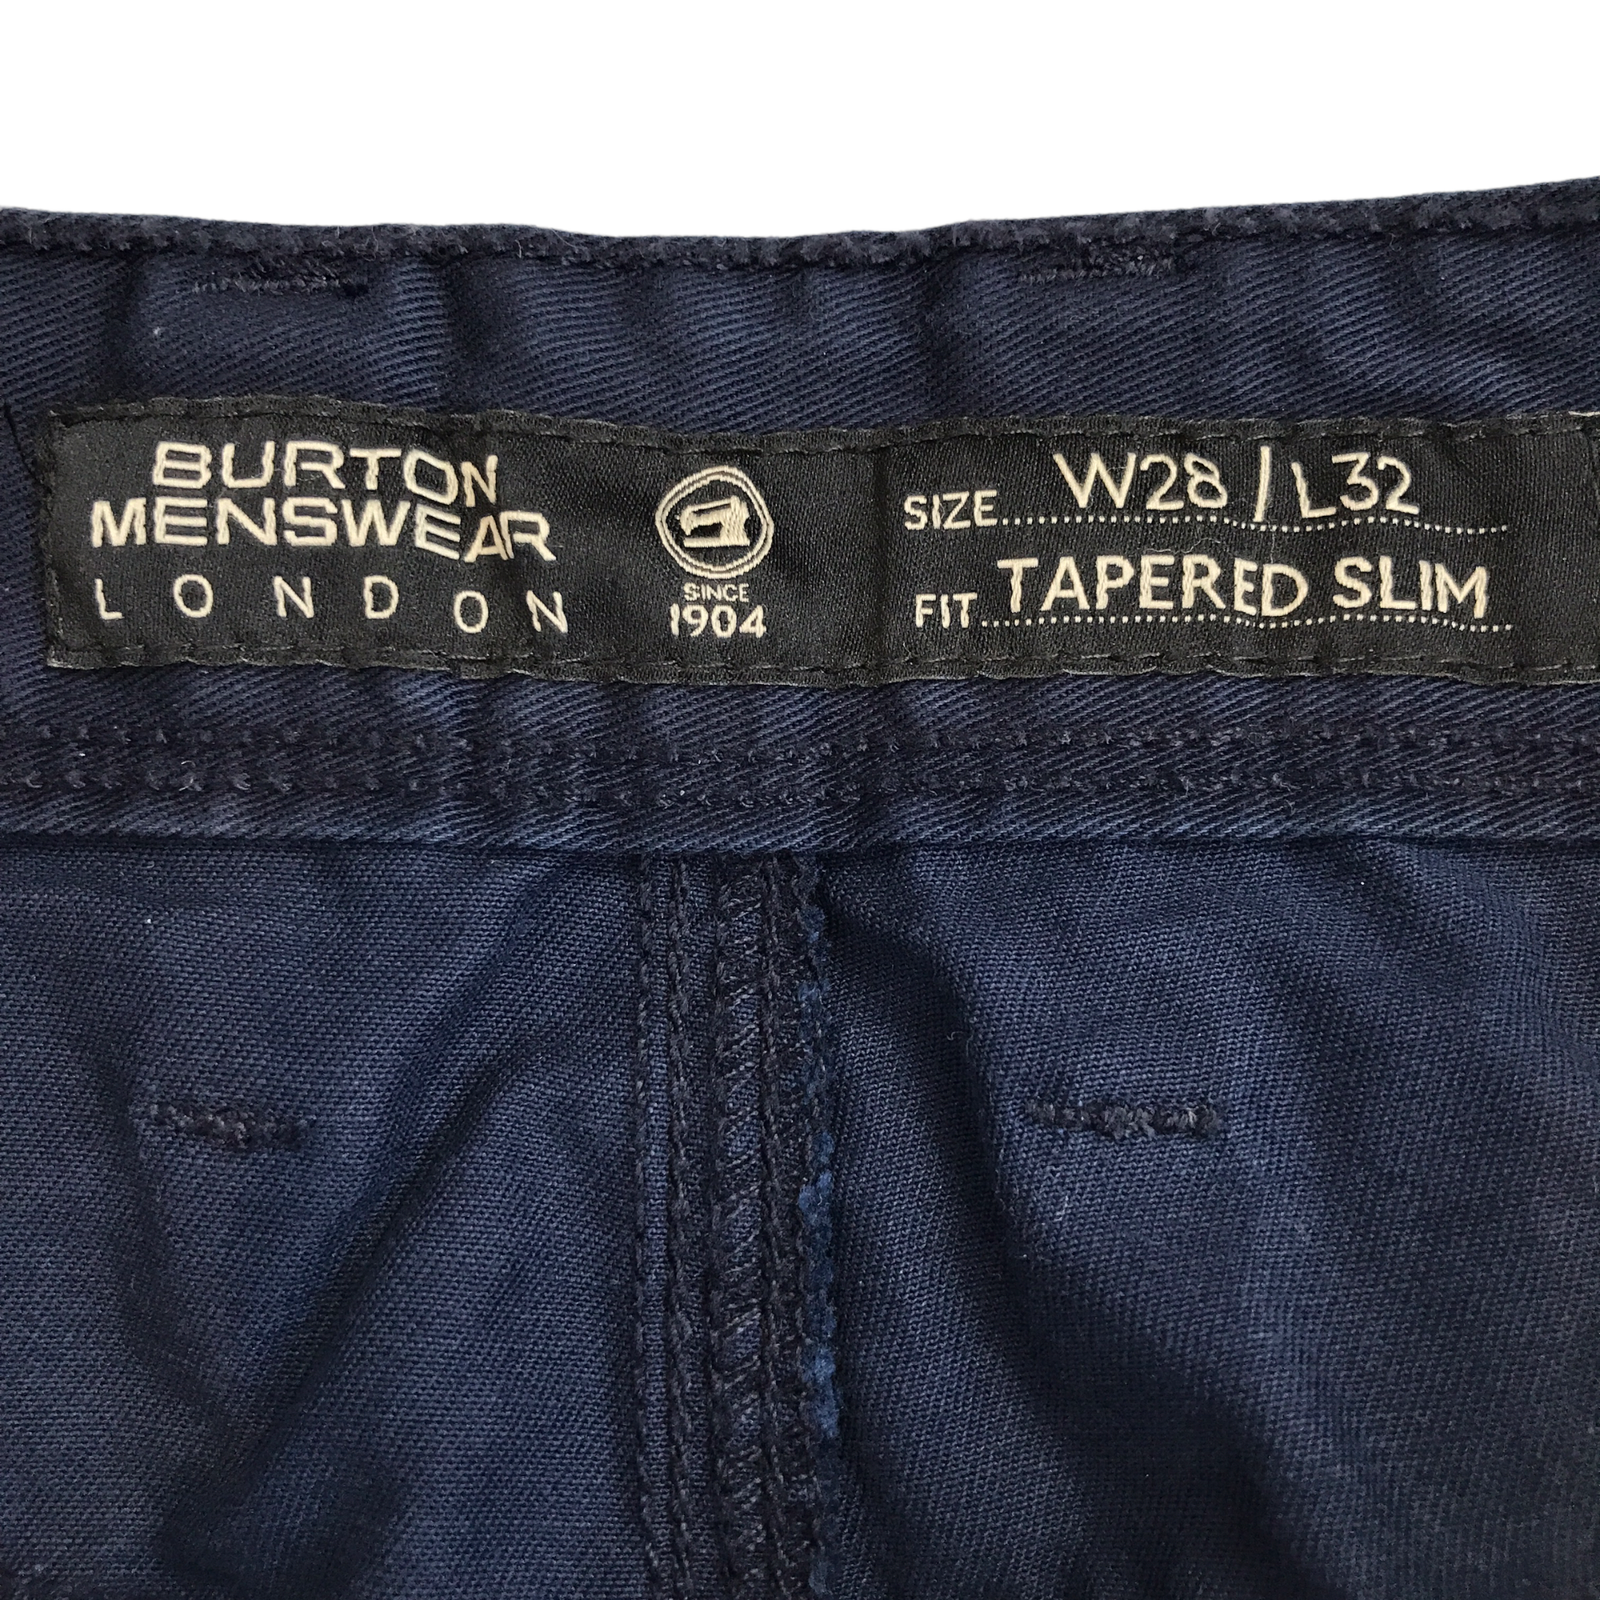 BURTON
MENSWEAR
LONDON
SINCE
1904
SIZE W28/L32
FIT TAPERED SLIM